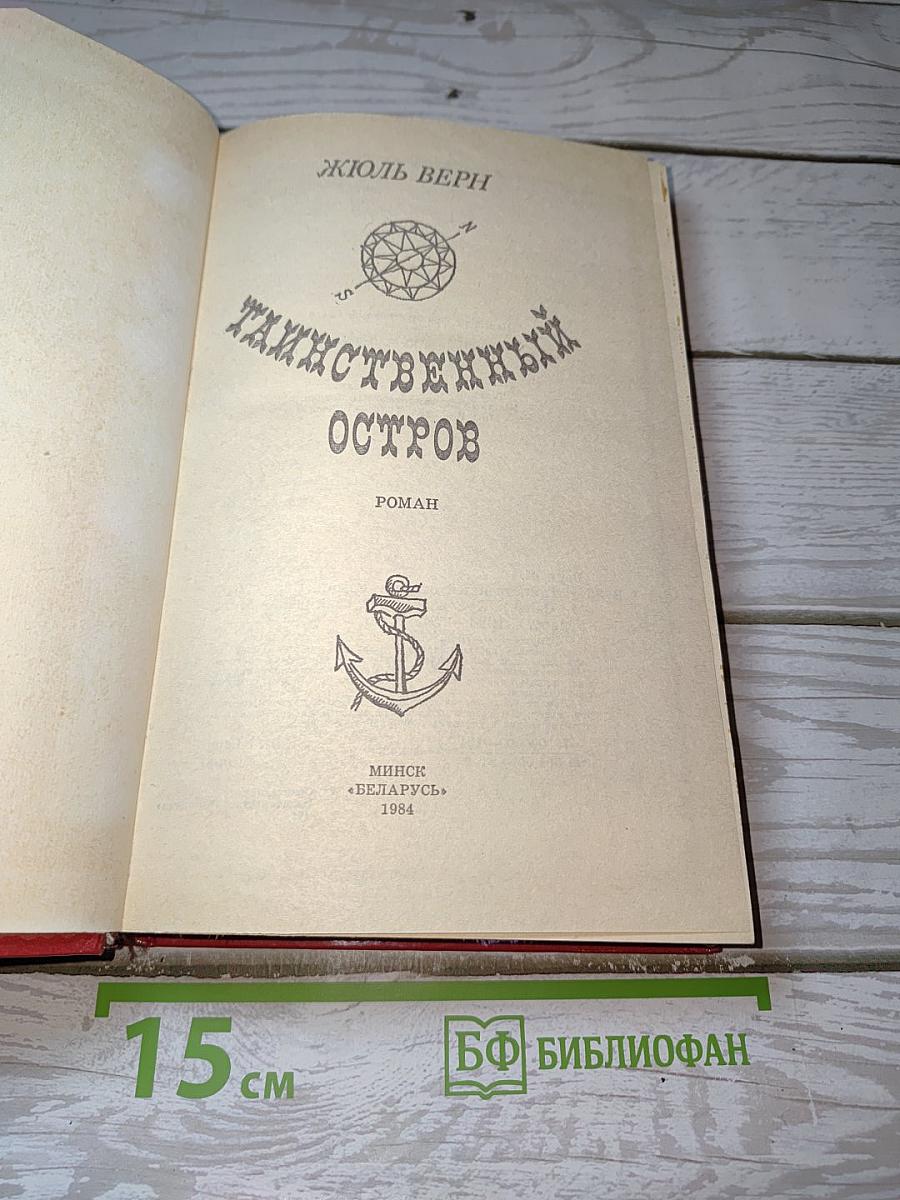 ЖЮЛЬ ВЕРН
N
S
ТАИНСТВЕННЫЙ
ОСТРОВ
РОМАН
МИНСК
«БЕЛАРУСЬ»
1984
15 см
БФ БИБЛИОФАН